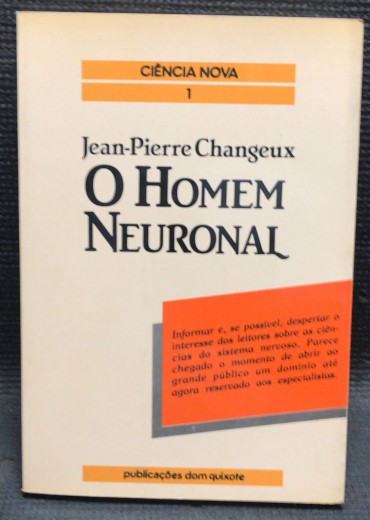 CIÊNCIA NOVA
1
Jean-Pierre Changeux
O HOMEM
NEURONAL
Informar e, se possível, despertar o
interesse dos leitores sobre as ciên-
cias do sistema nervoso. Parece
chegado o momento de abrir ao
grande público um domínio até
agora reservado aos especialistas.
publicações dom quixote